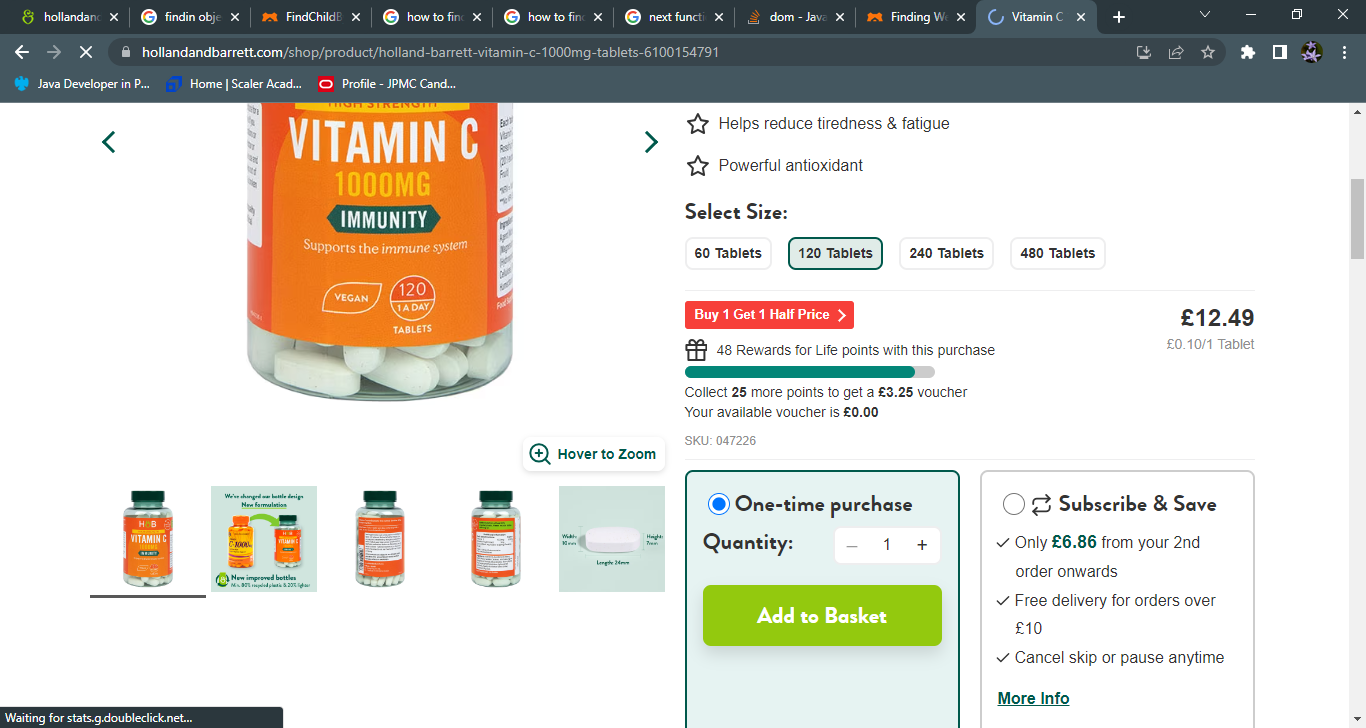 hollandanc
findin obje
FindChildB
how to find
how to find
next functi
dom - Java
Finding We
Vitamin C
hollandandbarrett.com/shop/product/holland-barrett-vitamin-c-1000mg-tablets-6100154791
Java Developer in P...
Home | Scaler Acad...
Profile - JPMC Cand...
HIGH STRENGTH
VITAMIN C
1000MG
IMMUNITY
Supports the immune system
VEGAN
120
1 A DAY
TABLETS
Hover to Zoom
H&B
VITAMIN C
1000MG
We've changed our bottle design
New formulation
New improved bottles
Width:
Height:
Length: 24mm
Helps reduce tiredness & fatigue
Powerful antioxidant
Select Size:
60 Tablets
120 Tablets
240 Tablets
480 Tablets
Buy 1 Get 1 Half Price
£12.49
£0.10/1 Tablet
48 Rewards for Life points with this purchase
Collect 25 more points to get a £3.25 voucher
Your available voucher is £0.00
SKU: 047226
One-time purchase
Quantity:
— 1 +
Add to Basket
Subscribe & Save
Only £6.86 from your 2nd
order onwards
Free delivery for orders over
£10
Cancel skip or pause anytime
More Info
Waiting for stats.g.doubleclick.net...